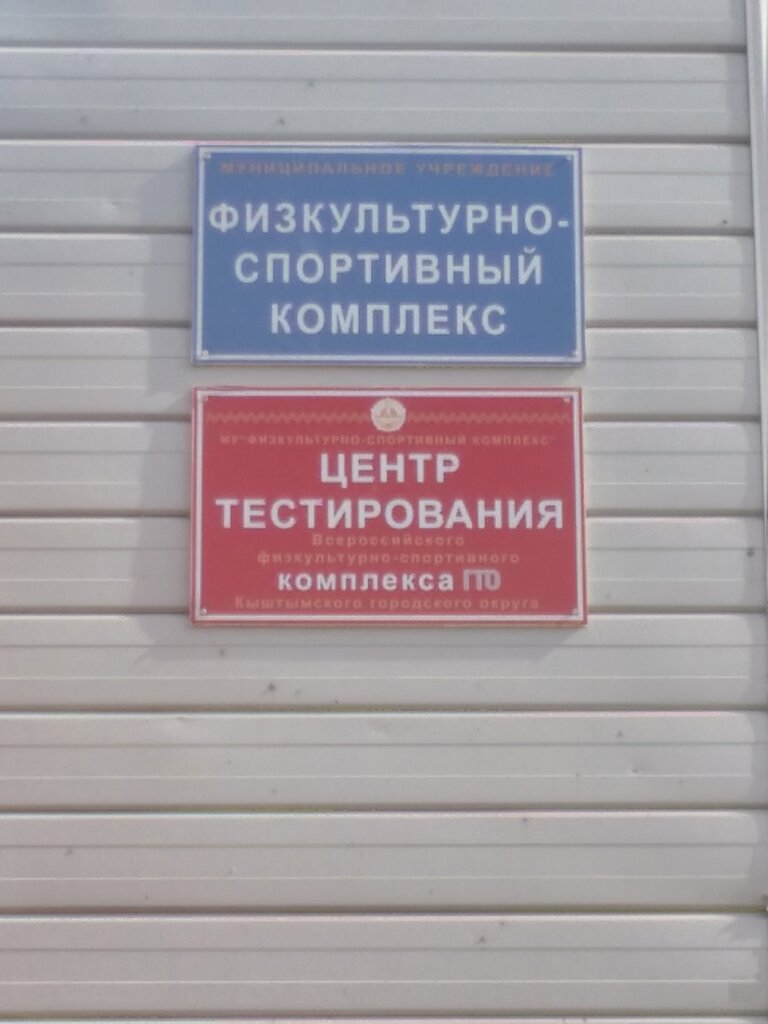 МУНИЦИПАЛЬНОЕ УЧРЕЖДЕНИЕ
ФИЗКУЛЬТУРНО-
СПОРТИВНЫЙ
КОМПЛЕКС
МУ "ФИЗКУЛЬТУРНО-СПОРТИВНЫЙ КОМПЛЕКС"
ЦЕНТР
ТЕСТИРОВАНИЯ
Всероссийского
физкультурно-спортивного
комплекса ГТО
Кыштымского городского округа